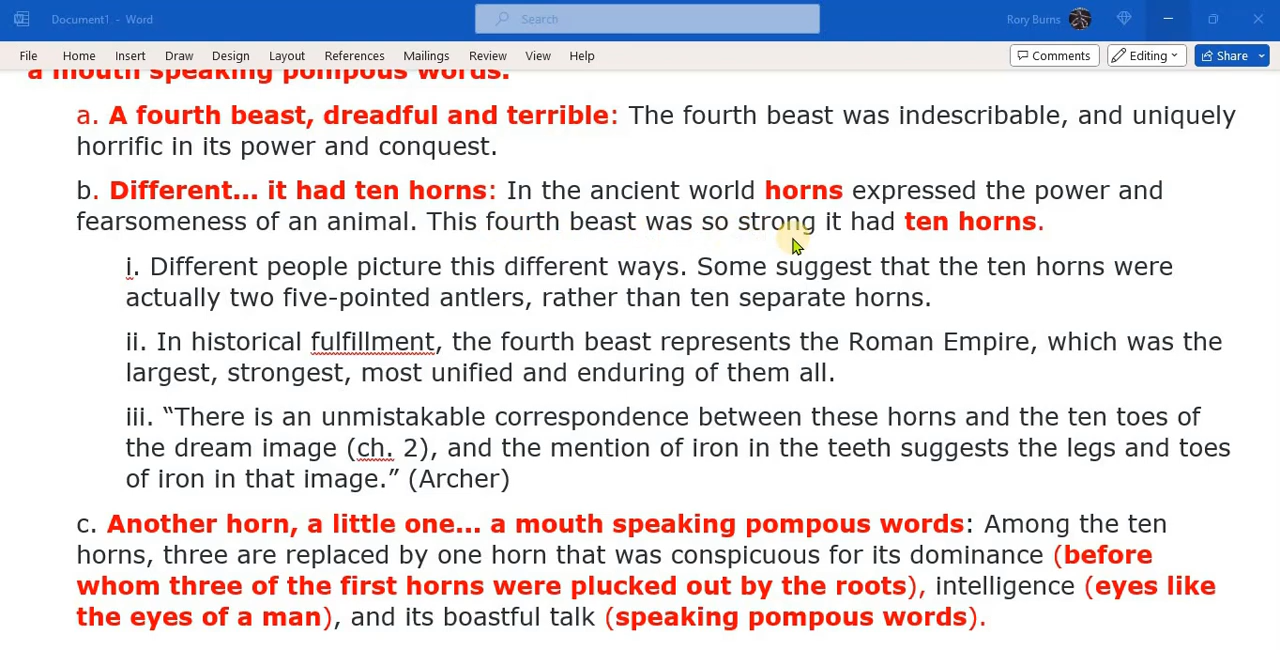 Document1 - Word
Search
Rory Burns
File Home Insert Draw Design Layout References Mailings Review View Help
Comments Editing Share
a mouth speaking pompous words.
a. A fourth beast, dreadful and terrible: The fourth beast was indescribable, and uniquely
horrific in its power and conquest.
b. Different... it had ten horns: In the ancient world horns expressed the power and
fearsomeness of an animal. This fourth beast was so strong it had ten horns.
i. Different people picture this different ways. Some suggest that the ten horns were
actually two five-pointed antlers, rather than ten separate horns.
ii. In historical fulfillment, the fourth beast represents the Roman Empire, which was the
largest, strongest, most unified and enduring of them all.
iii. “There is an unmistakable correspondence between these horns and the ten toes of
the dream image (ch. 2), and the mention of iron in the teeth suggests the legs and toes
of iron in that image.” (Archer)
c. Another horn, a little one... a mouth speaking pompous words: Among the ten
horns, three are replaced by one horn that was conspicuous for its dominance (before
whom three of the first horns were plucked out by the roots), intelligence (eyes like
the eyes of a man), and its boastful talk (speaking pompous words).